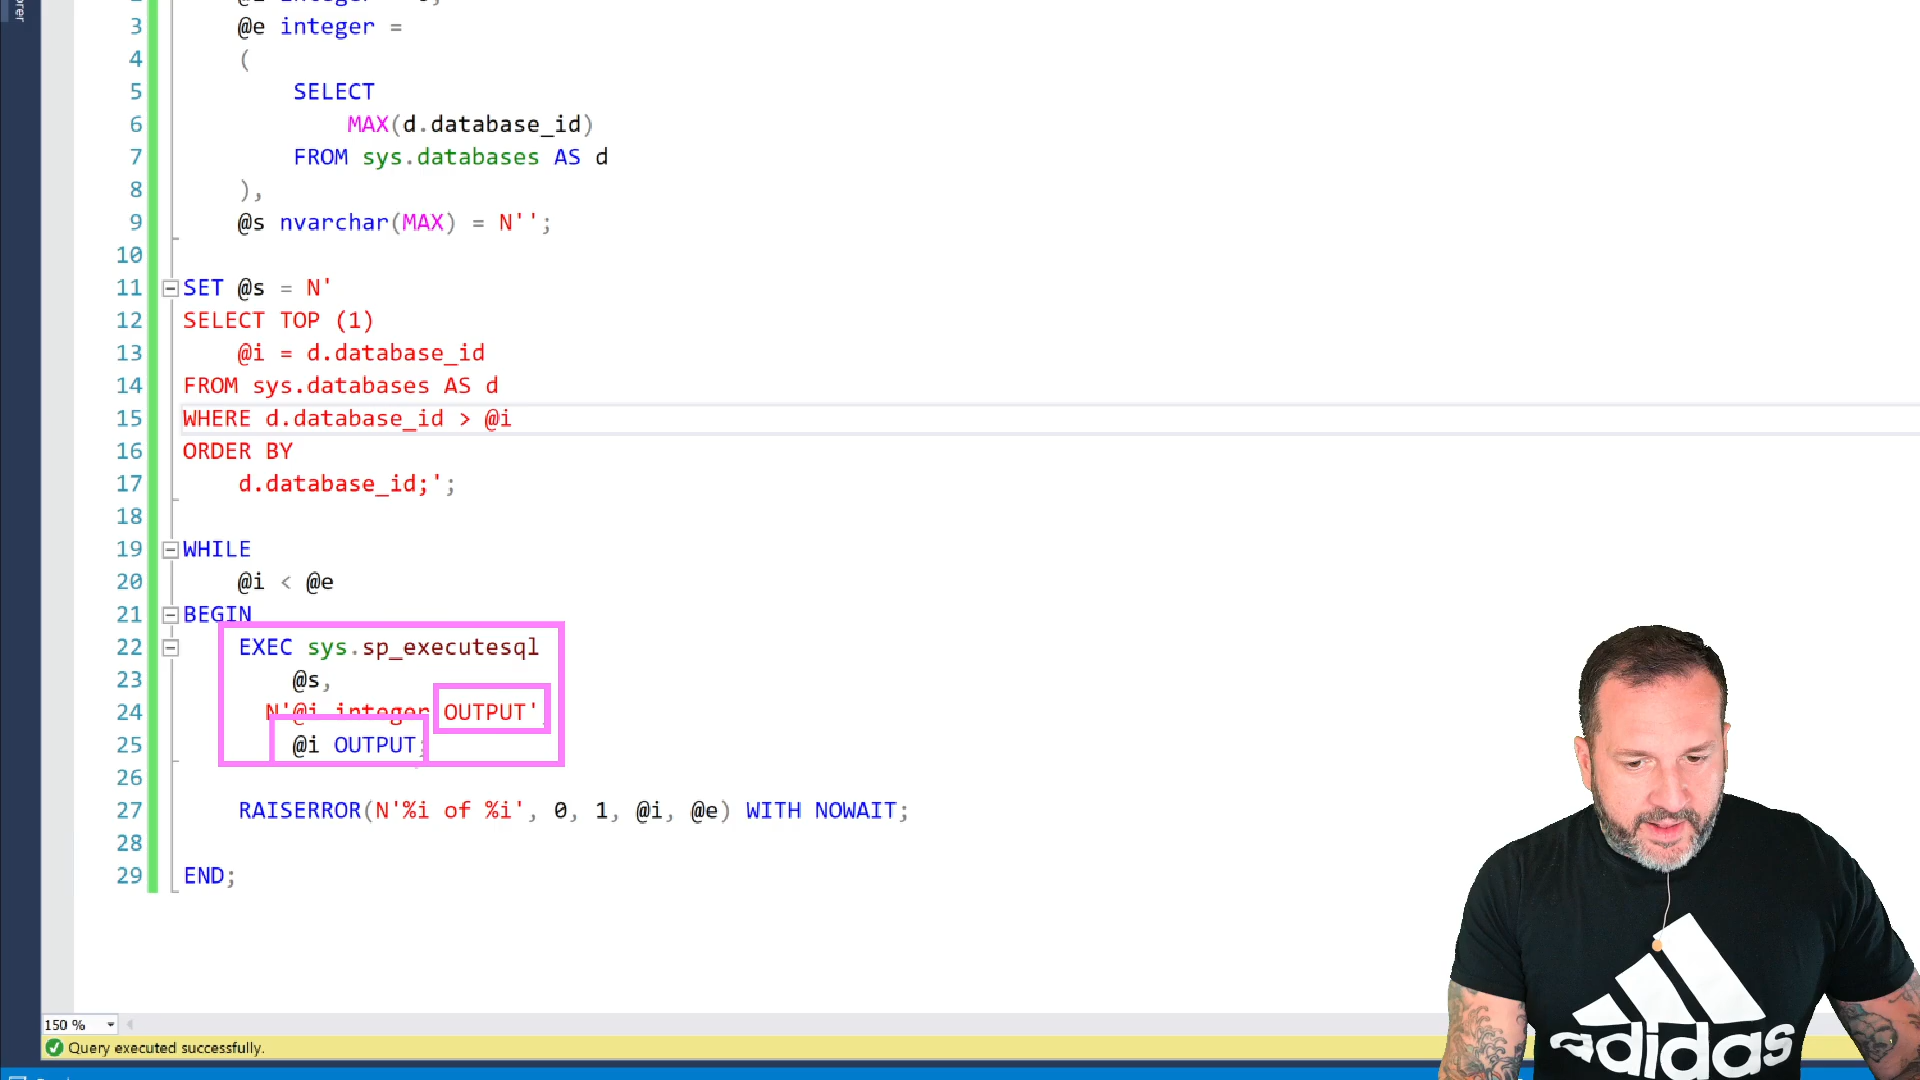 3 @e integer =
4 (
5 SELECT
6 MAX(d.database_id)
7 FROM sys.databases AS d
8 ),
9 @s nvarchar(MAX) = N'';
10
11 SET @s = N'
12 SELECT TOP (1)
13 @i = d.database_id
14 FROM sys.databases AS d
15 WHERE d.database_id > @i
16 ORDER BY
17 d.database_id;';
18
19 WHILE
20 @i < @e
21 BEGIN
22 EXEC sys.sp_executesql
23 @s,
24 N'@i integer OUTPUT'
25 @i OUTPUT;
26
27 RAISERROR(N'%i of %i', 0, 1, @i, @e) WITH NOWAIT;
28
29 END;
150 %
Query executed successfully.
adidas